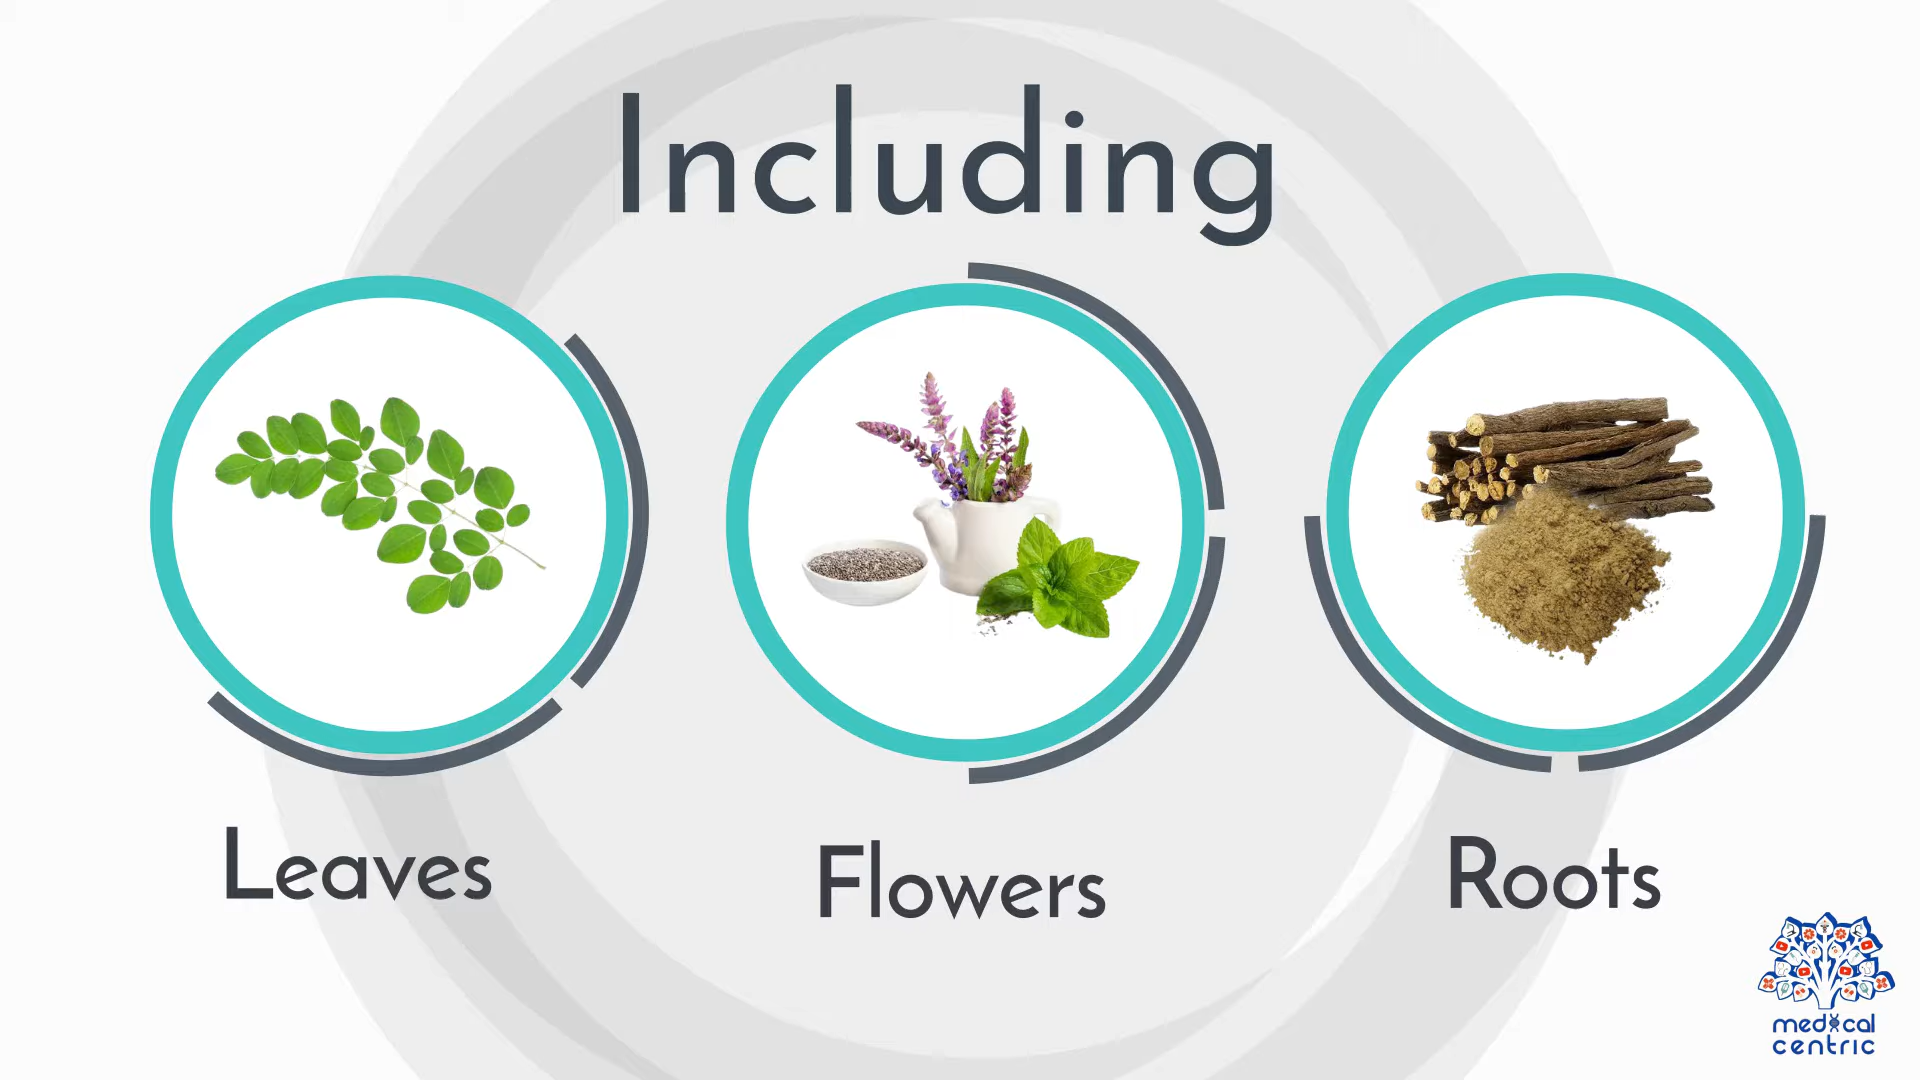 Including
Leaves
Flowers
Roots
medical
centric